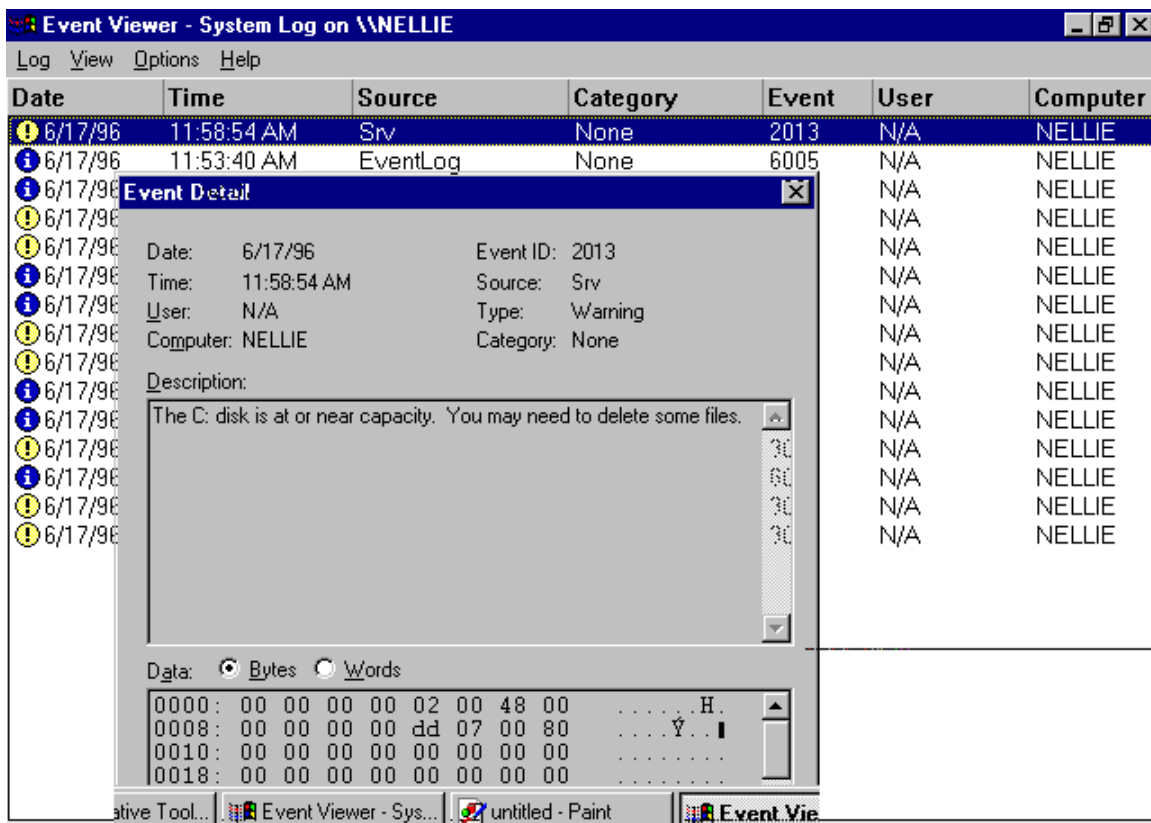 Event Viewer - System Log on \\NELLIE
Log View Options Help
Date Time Source Category Event User Computer
6/17/96 11:58:54 AM Srv None 2013 N/A NELLIE
6/17/96 11:53:40 AM EventLog None 6005 N/A NELLIE
6/17/96 N/A NELLIE
6/17/96 N/A NELLIE
6/17/96 N/A NELLIE
6/17/96 N/A NELLIE
6/17/96 N/A NELLIE
6/17/96 N/A NELLIE
6/17/96 N/A NELLIE
6/17/96 N/A NELLIE
6/17/96 N/A NELLIE
6/17/96 N/A NELLIE
6/17/96 N/A NELLIE
6/17/96 N/A NELLIE
6/17/96 N/A NELLIE
Event Detail
Date: 6/17/96 Event ID: 2013
Time: 11:58:54 AM Source: Srv
User: N/A Type: Warning
Computer: NELLIE Category: None
Description:
The C: disk is at or near capacity. You may need to delete some files.
Data: Bytes Words
0000: 00 00 00 00 02 00 48 00 ......H.
0008: 00 00 00 00 dd 07 00 80 ....Ý..
0010: 00 00 00 00 00 00 00 00 ........
0018: 00 00 00 00 00 00 00 00 ........
ative Tool... Event Viewer - Sys... untitled - Paint Event Vie